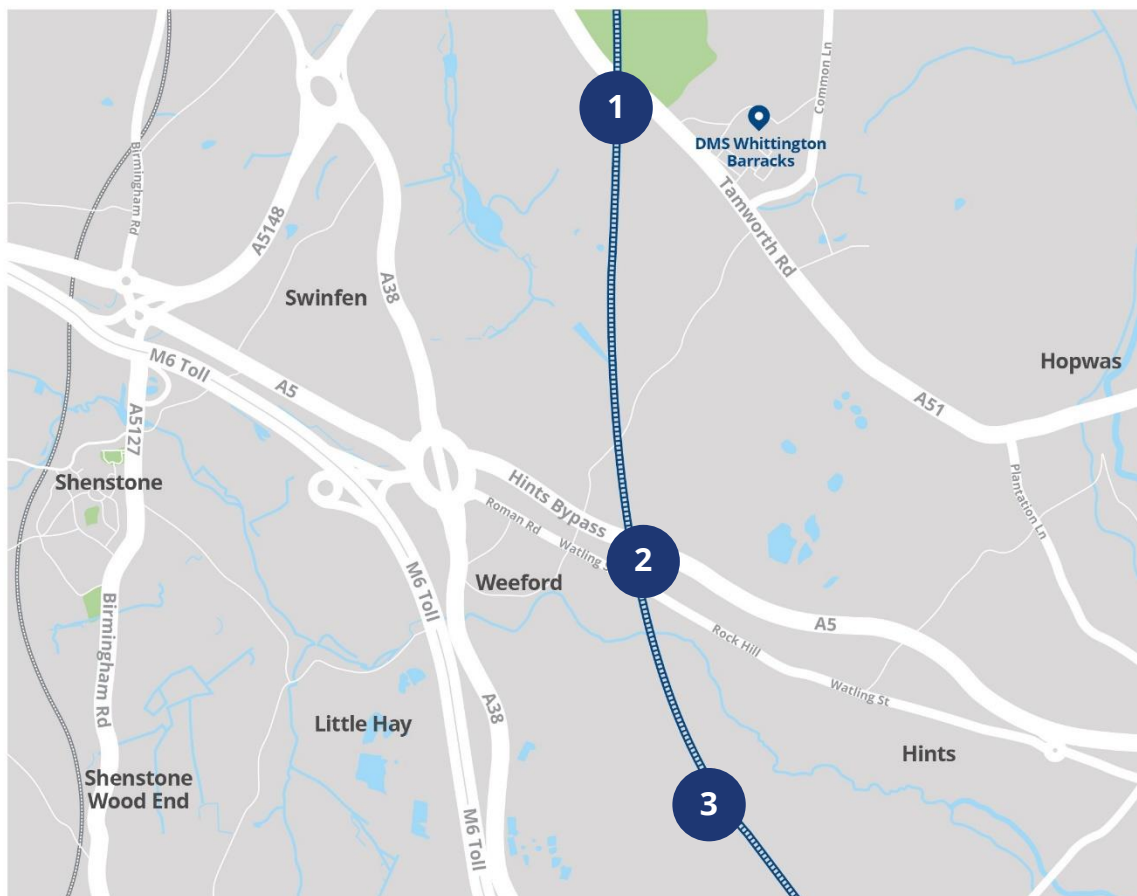 Common Ln
1
DMS Whittington
Barracks
Birmingham Rd
Tamworth Rd
A5148
A38
Swinfen
M6 Toll
A5
Hopwas
A51
A5127
Shenstone
Hints Bypass
Roman Rd
Watling S
2
Plantation Ln
Weeford
M6 Toll
A5
Rock Hill
Birmingham Rd
Watling St
A38
Little Hay
Hints
Shenstone
Wood End
3
M6 Toll